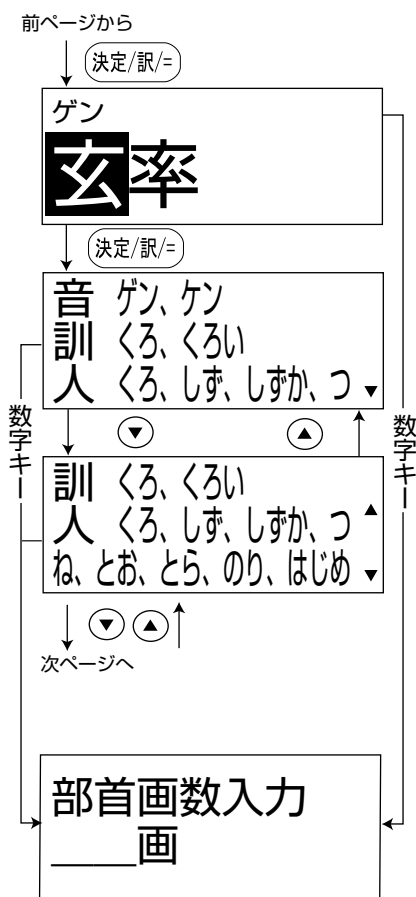 前ページから
決定/訳/=
ゲン
玄率
決定/訳/=
音 ゲン、ケン
訓 くろ、くろい
人 くろ、しず、しずか、つ ▼
数字キー
数字キー
▼ ▲
訓 くろ、くろい
人 くろ、しず、しずか、つ ▲
ね、とお、とら、のり、はじめ ▼
▼ ▲
次ページへ
部首画数入力
____画